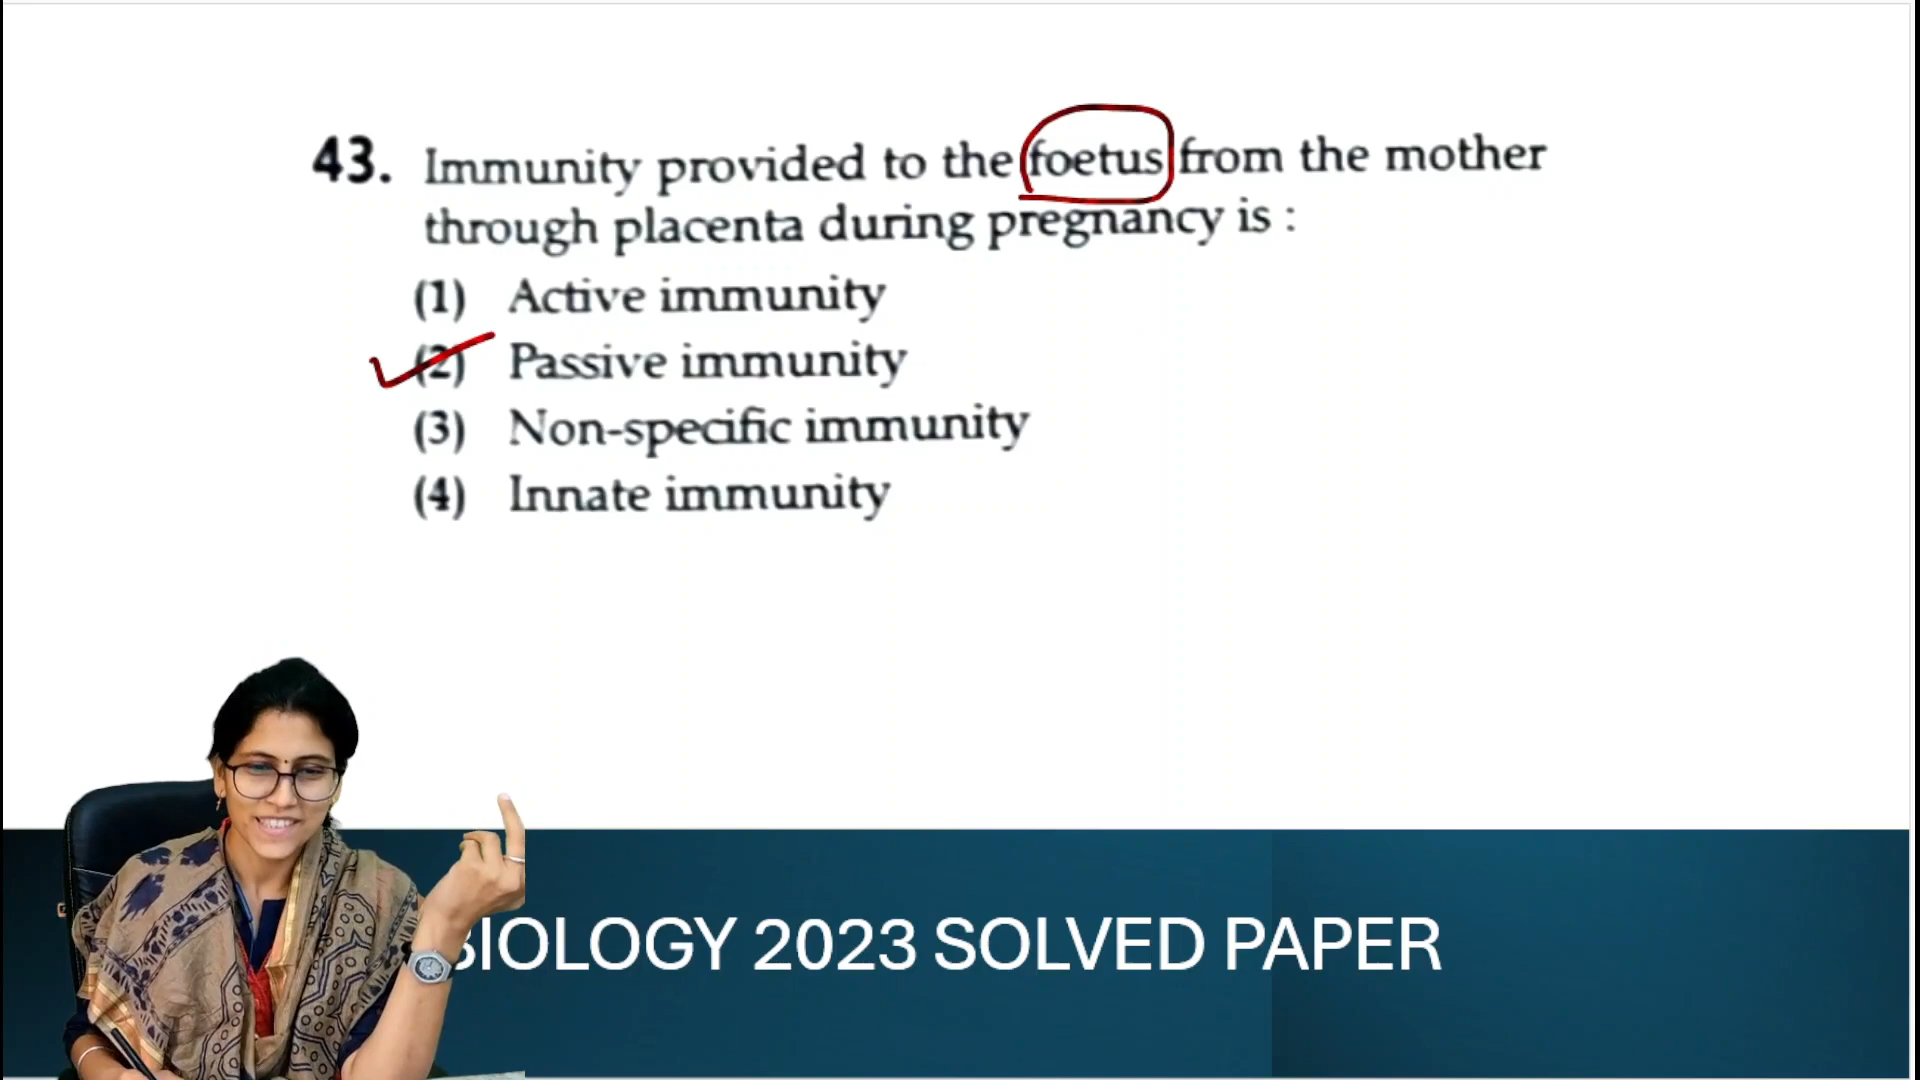 43. Immunity provided to the foetus from the mother
through placenta during pregnancy is :
(1) Active immunity
(2) Passive immunity
(3) Non-specific immunity
(4) Innate immunity
BIOLOGY 2023 SOLVED PAPER